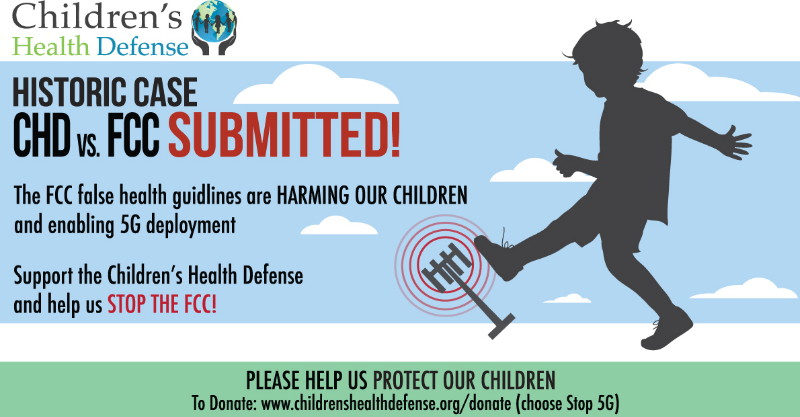 Children's
Health Defense
HISTORIC CASE
CHD VS. FCC SUBMITTED!
The FCC false health guidlines are HARMING OUR CHILDREN
and enabling 5G deployment
Support the Children's Health Defense
and help us STOP THE FCC!
PLEASE HELP US PROTECT OUR CHILDREN
To Donate: www.childrenshealthdefense.org/donate (choose Stop 5G)